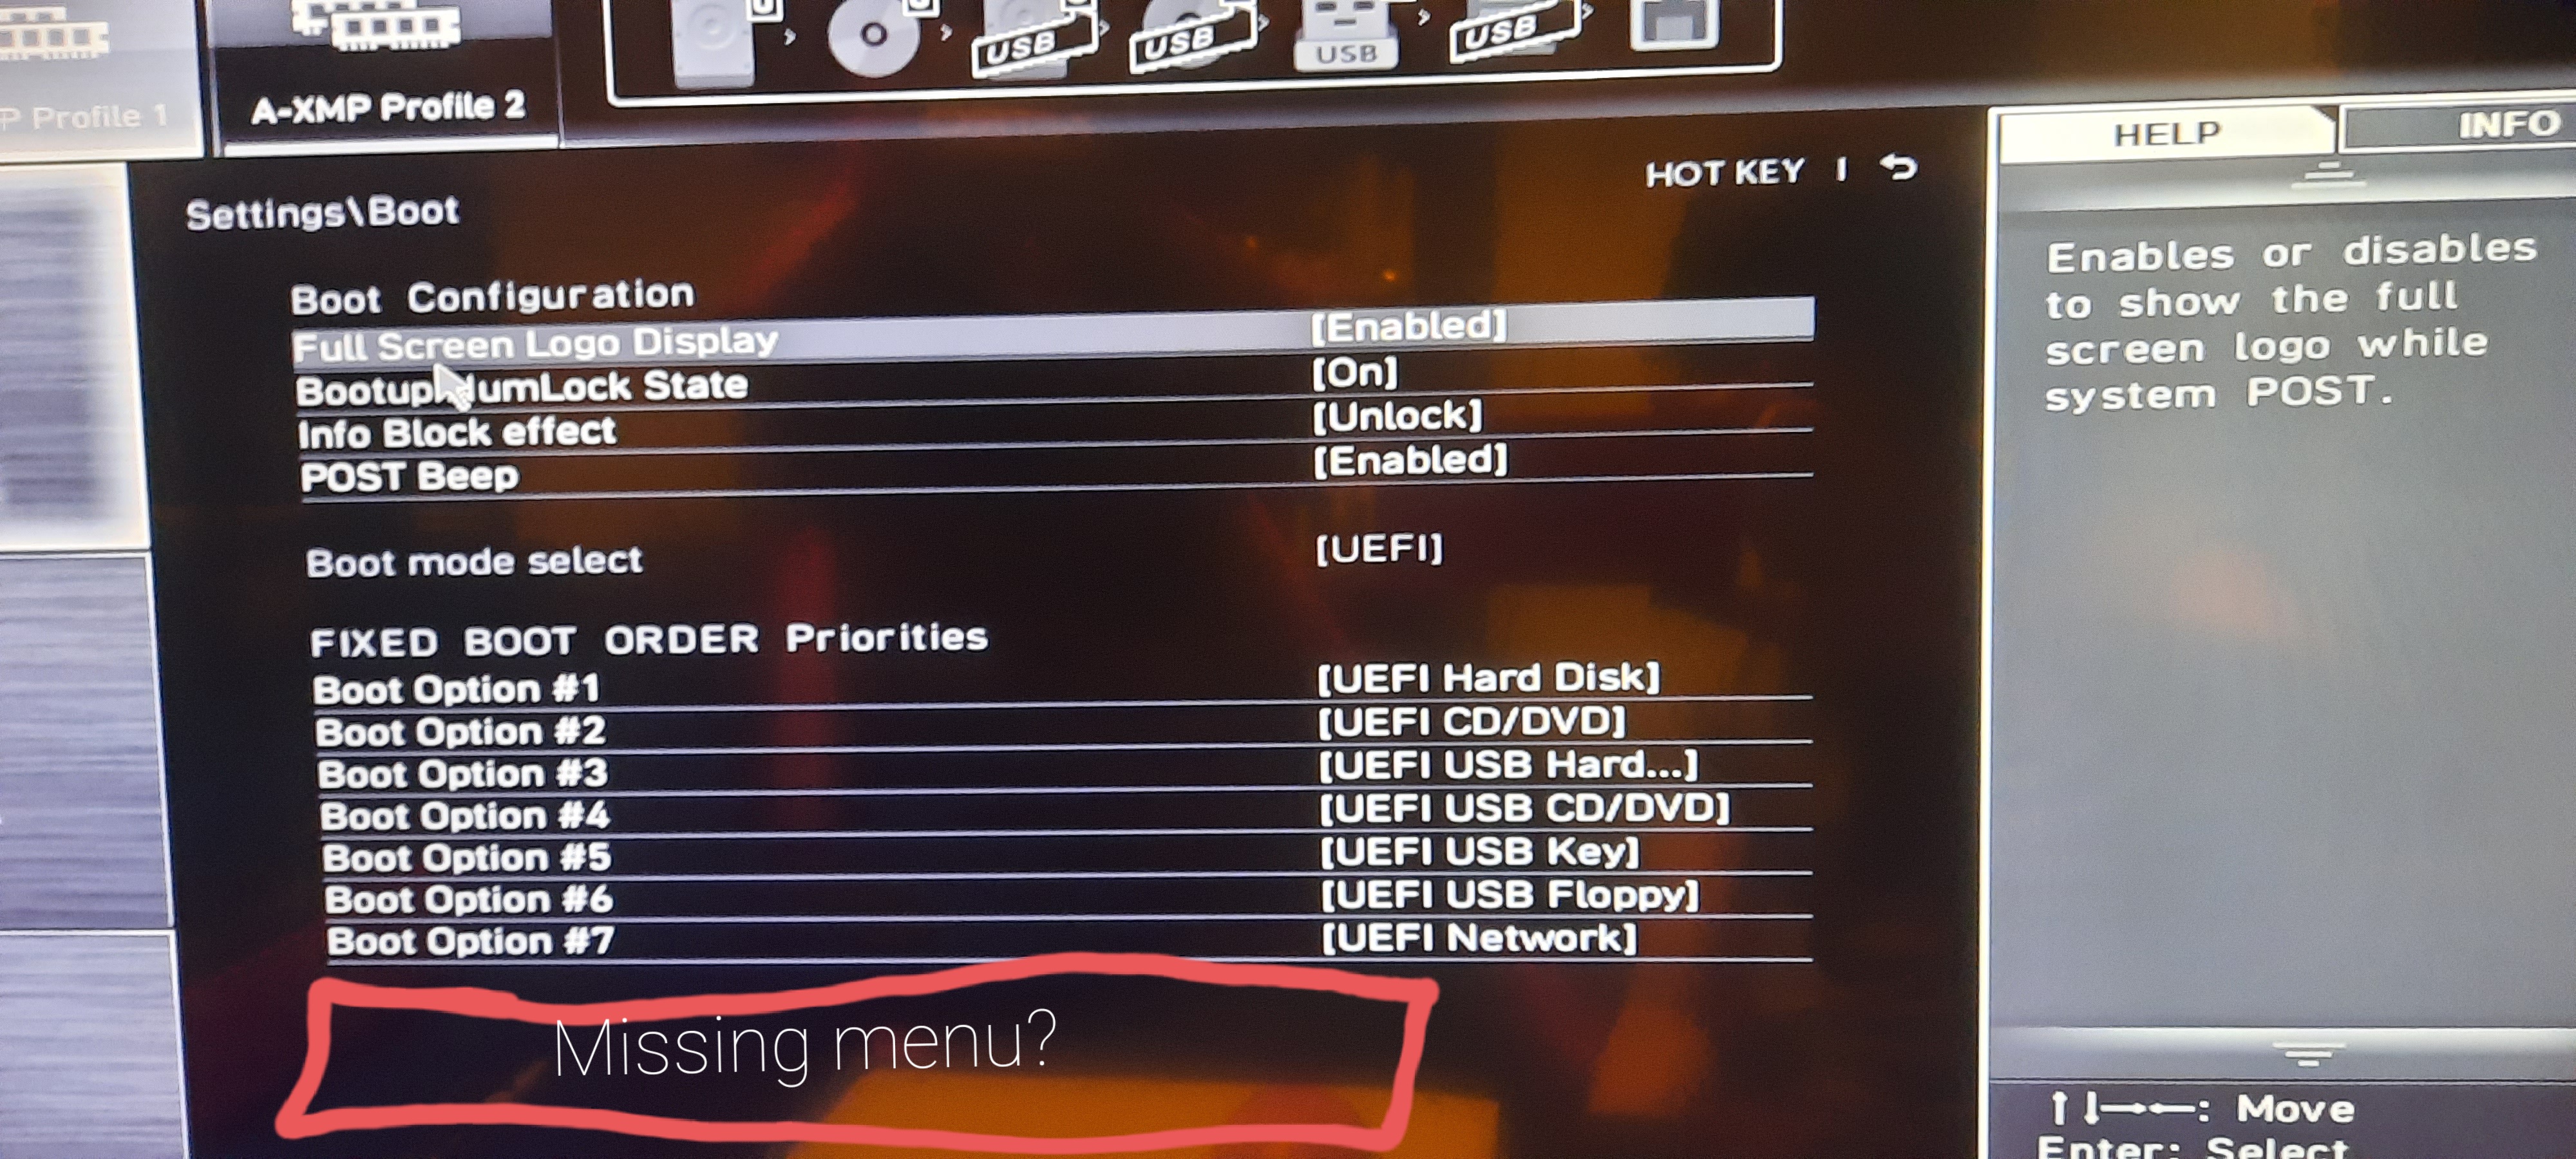 USB
USB
USB
USB
P Profile 1
A-XMP Profile 2
HELP
INFO
HOT KEY |
Settings\Boot
Boot Configuration
Full Screen Logo Display [Enabled]
Bootup NumLock State [On]
Info Block effect [Unlock]
POST Beep [Enabled]
Boot mode select [UEFI]
FIXED BOOT ORDER Priorities
Boot Option #1 [UEFI Hard Disk]
Boot Option #2 [UEFI CD/DVD]
Boot Option #3 [UEFI USB Hard...]
Boot Option #4 [UEFI USB CD/DVD]
Boot Option #5 [UEFI USB Key]
Boot Option #6 [UEFI USB Floppy]
Boot Option #7 [UEFI Network]
Missing menu?
Enables or disables
to show the full
screen logo while
system POST.
↑↓→←: Move
Enter: Select